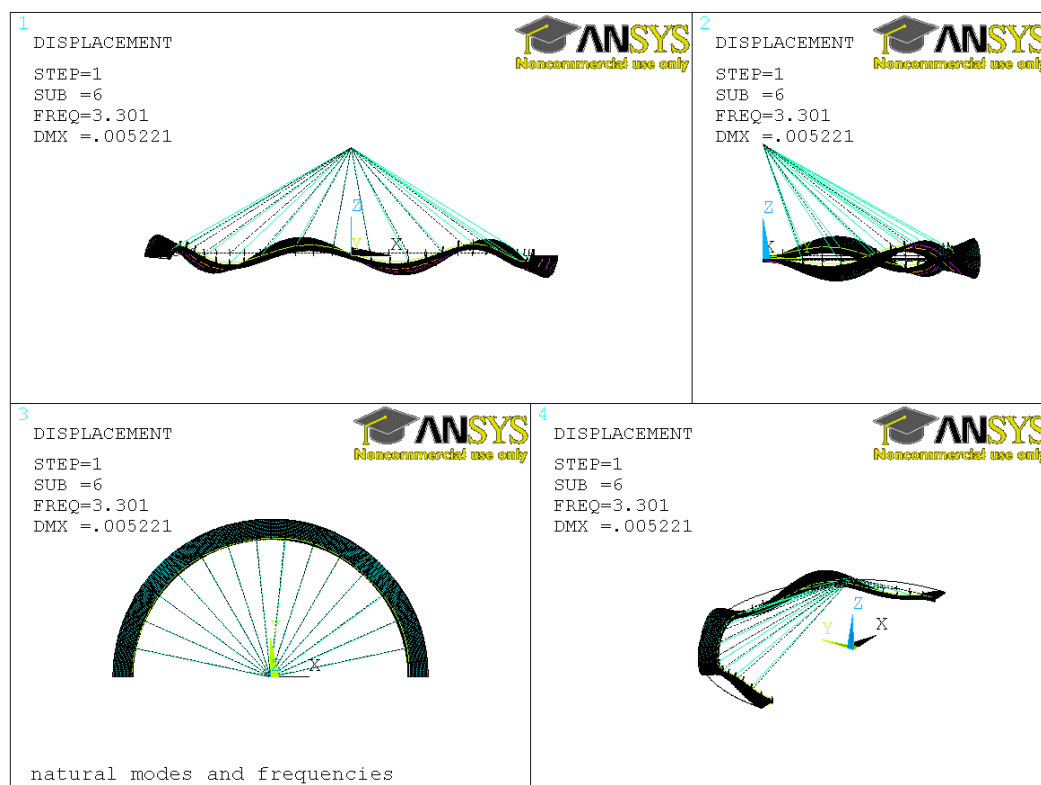 1
DISPLACEMENT
STEP=1
SUB =6
FREQ=3.301
DMX =.005221
ANSYS
Noncommercial use only
Z
Y
X
2
DISPLACEMENT
STEP=1
SUB =6
FREQ=3.301
DMX =.005221
ANSYS
Noncommercial use only
Z
X
Y
3
DISPLACEMENT
STEP=1
SUB =6
FREQ=3.301
DMX =.005221
ANSYS
Noncommercial use only
Y
X
natural modes and frequencies
4
DISPLACEMENT
STEP=1
SUB =6
FREQ=3.301
DMX =.005221
ANSYS
Noncommercial use only
Z
Y
X